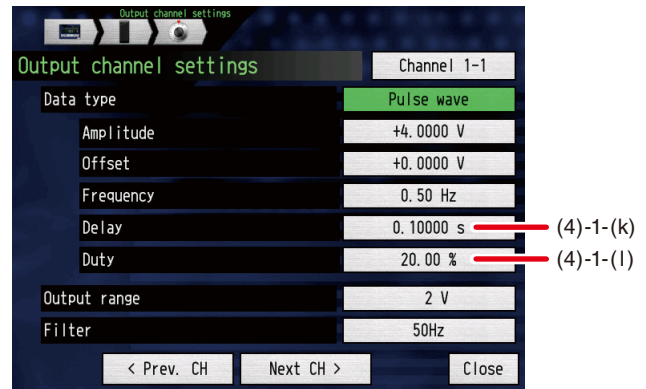 Output channel settings
Output channel settings
Channel 1-1
Data type
Pulse wave
Amplitude
+4.0000 V
Offset
+0.0000 V
Frequency
0.50 Hz
Delay
0.10000 s
(4)-1-(k)
Duty
20.00 %
(4)-1-(l)
Output range
2 V
Filter
50Hz
< Prev. CH
Next CH >
Close